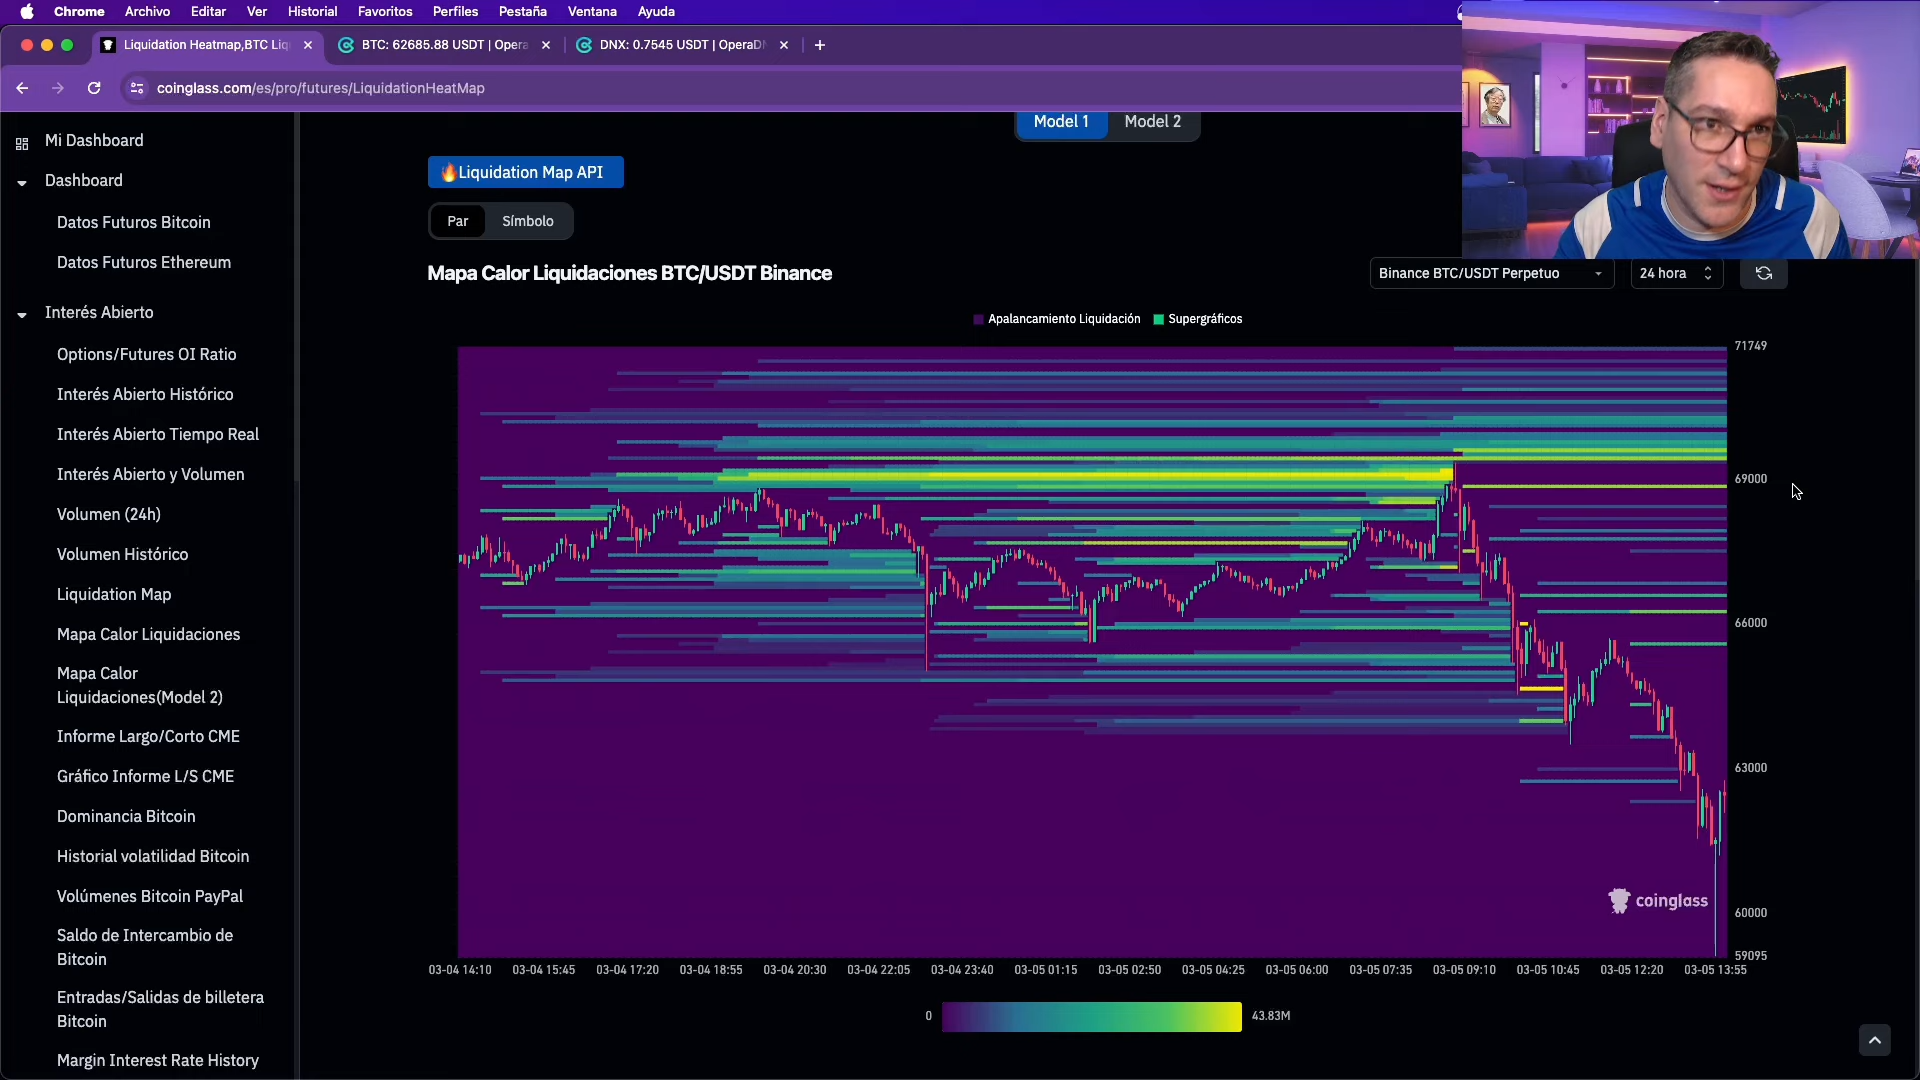 Chrome Archivo Editar Ver Historial Favoritos Perfiles Pestaña Ventana Ayuda
Liquidation Heatmap,BTC Liq BTC: 62685.88 USDT | Opera DNX: 0.7545 USDT | OperaD
coinglass.com/es/pro/futures/LiquidationHeatMap
Mi Dashboard
Dashboard
Datos Futuros Bitcoin
Datos Futuros Ethereum
Interés Abierto
Options/Futures OI Ratio
Interés Abierto Histórico
Interés Abierto Tiempo Real
Interés Abierto y Volumen
Volumen (24h)
Volumen Histórico
Liquidation Map
Mapa Calor Liquidaciones
Mapa Calor
Liquidaciones(Model 2)
Informe Largo/Corto CME
Gráfico Informe L/S CME
Dominancia Bitcoin
Historial volatilidad Bitcoin
Volúmenes Bitcoin PayPal
Saldo de Intercambio de
Bitcoin
Entradas/Salidas de billetera
Bitcoin
Margin Interest Rate History
Model 1 Model 2
🔥Liquidation Map API
Par Símbolo
Mapa Calor Liquidaciones BTC/USDT Binance
Binance BTC/USDT Perpetuo 24 hora
Apalancamiento Liquidación Supergráficos
71749
69000
66000
63000
60000
59095
coinglass
03-04 14:10 03-04 15:45 03-04 17:20 03-04 18:55 03-04 20:30 03-04 22:05 03-04 23:40 03-05 01:15 03-05 02:50 03-05 04:25 03-05 06:00 03-05 07:35 03-05 09:10 03-05 10:45 03-05 12:20 03-05 13:55
0 43.83M